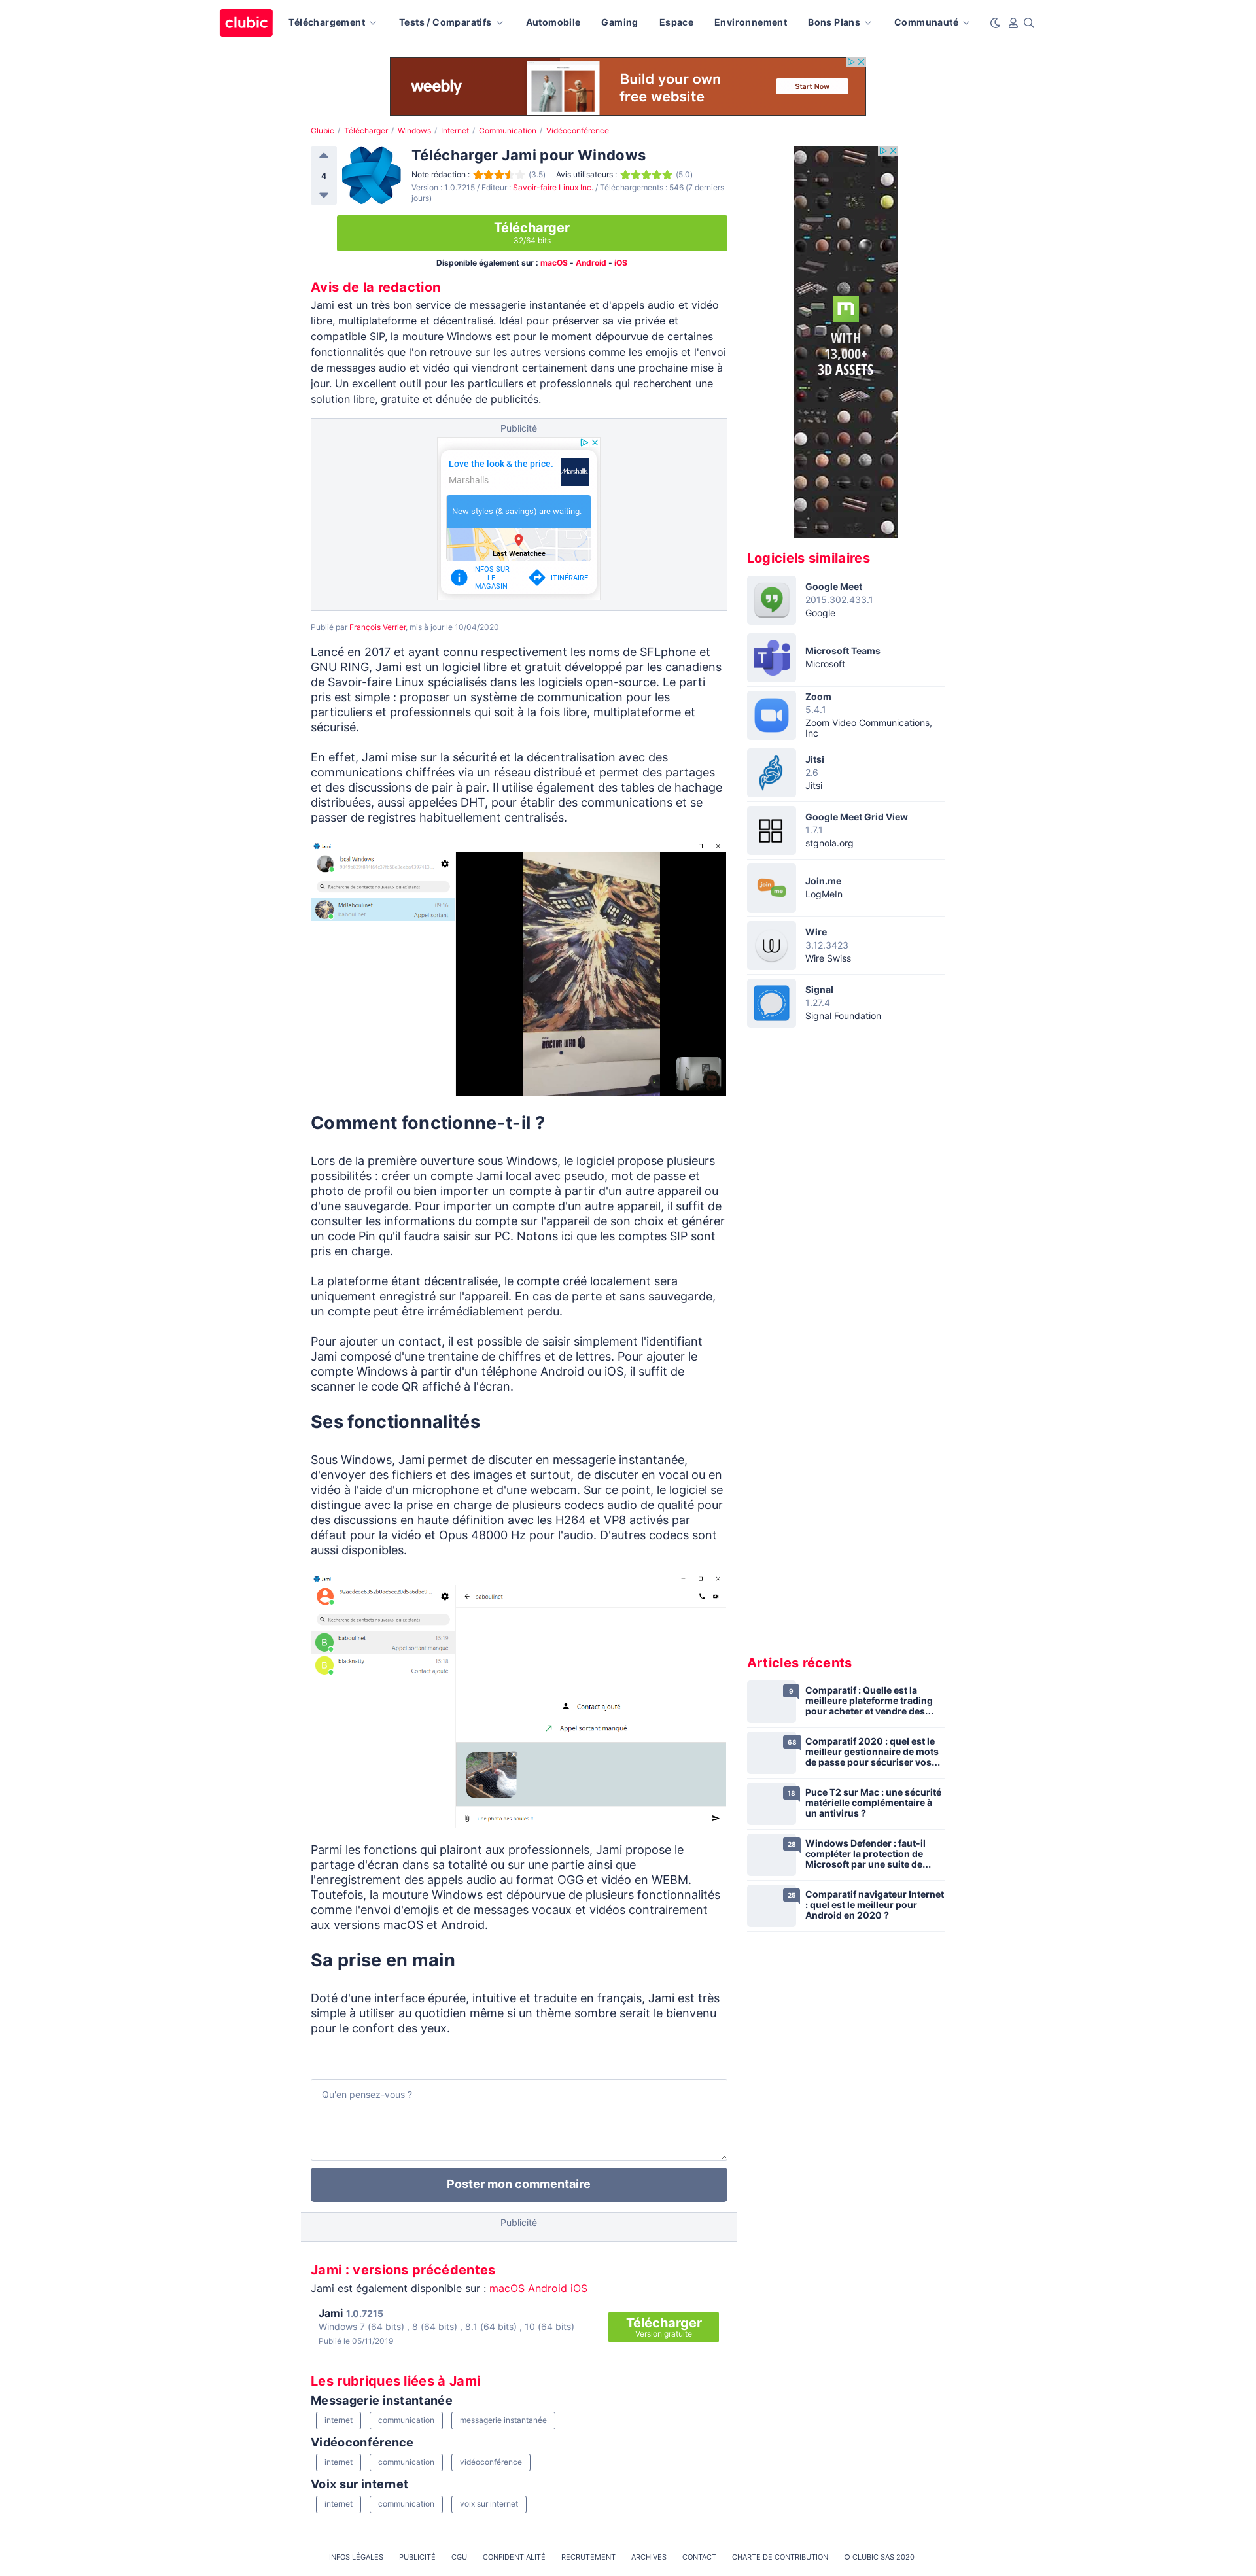 clubic
Téléchargement
Tests / Comparatifs
Automobile
Gaming
Espace
Environnement
Bons Plans
Communauté
weebly
Build your own
free website
Start Now
Clubic / Télécharger / Windows / Internet / Communication / Vidéoconférence
4
Télécharger Jami pour Windows
Note rédaction : (3.5) Avis utilisateurs : (5.0)
Version : 1.0.7215 / Editeur : Savoir-faire Linux Inc. / Téléchargements : 546 (7 derniers
jours)
Télécharger
32/64 bits
Disponible également sur : macOS - Android - iOS
Avis de la redaction
Jami est un très bon service de messagerie instantanée et d'appels audio et vidéo
libre, multiplateforme et décentralisé. Idéal pour préserver sa vie privée et
compatible SIP, la mouture Windows est pour le moment dépourvue de certaines
fonctionnalités que l'on retrouve sur les autres versions comme les emojis et l'envoi
de messages audio et vidéo qui viendront certainement dans une prochaine mise à
jour. Un excellent outil pour les particuliers et professionnels qui recherchent une
solution libre, gratuite et dénuée de publicités.
Publicité
Love the look & the price.
Marshalls
Marshalls
New styles (& savings) are waiting.
East Wenatchee
INFOS SUR
LE
MAGASIN
ITINÉRAIRE
Publié par François Verrier, mis à jour le 10/04/2020
Lancé en 2017 et ayant connu respectivement les noms de SFLphone et
GNU RING, Jami est un logiciel libre et gratuit développé par les canadiens
de Savoir-faire Linux spécialisés dans les logiciels open-source. Le parti
pris est simple : proposer un système de communication pour les
particuliers et professionnels qui soit à la fois libre, multiplateforme et
sécurisé.
En effet, Jami mise sur la sécurité et la décentralisation avec des
communications chiffrées via un réseau distribué et permet des partages
et des discussions de pair à pair. Il utilise également des tables de hachage
distribuées, aussi appelées DHT, pour établir des communications et se
passer de registres habituellement centralisés.
Jami
local Windows
Recherche de contacts nouveaux ou existants
MrBaboulinet 09:16
baboulinet Appel sortant
DOCTOR WHO
Comment fonctionne-t-il ?
Lors de la première ouverture sous Windows, le logiciel propose plusieurs
possibilités : créer un compte Jami local avec pseudo, mot de passe et
photo de profil ou bien importer un compte à partir d'un autre appareil ou
d'une sauvegarde. Pour importer un compte d'un autre appareil, il suffit de
consulter les informations du compte sur l'appareil de son choix et générer
un code Pin qu'il faudra saisir sur PC. Notons ici que les comptes SIP sont
pris en charge.
La plateforme étant décentralisée, le compte créé localement sera
uniquement enregistré sur l'appareil. En cas de perte et sans sauvegarde,
un compte peut être irrémédiablement perdu.
Pour ajouter un contact, il est possible de saisir simplement l'identifiant
Jami composé d'une trentaine de chiffres et de lettres. Pour ajouter le
compte Windows à partir d'un téléphone Android ou iOS, il suffit de
scanner le code QR affiché à l'écran.
Ses fonctionnalités
Sous Windows, Jami permet de discuter en messagerie instantanée,
d'envoyer des fichiers et des images et surtout, de discuter en vocal ou en
vidéo à l'aide d'un microphone et d'une webcam. Sur ce point, le logiciel se
distingue avec la prise en charge de plusieurs codecs audio de qualité pour
des discussions en haute définition avec les H264 et VP8 activés par
défaut pour la vidéo et Opus 48000 Hz pour l'audio. D'autres codecs sont
aussi disponibles.
Jami
92aedcee6352b0ac5ec20d5a6dbe9...
baboulinet
Recherche de contacts nouveaux ou existants
B
baboulinet
Appel sortant manqué
B
blacknally 15:18
Contact ajouté
Contact ajouté
Appel sortant manqué
une photo des poules !!
Parmi les fonctions qui plairont aux professionnels, Jami propose le
partage d'écran dans sa totalité ou sur une partie ainsi que
l'enregistrement des appels audio au format OGG et vidéo en WEBM.
Toutefois, la mouture Windows est dépourvue de plusieurs fonctionnalités
comme l'envoi d'emojis et de messages vocaux et vidéos contrairement
aux versions macOS et Android.
Sa prise en main
Doté d'une interface épurée, intuitive et traduite en français, Jami est très
simple à utiliser au quotidien même si un thème sombre serait le bienvenu
pour le confort des yeux.
Qu'en pensez-vous ?
Poster mon commentaire
Publicité
Jami : versions précédentes
Jami est également disponible sur : macOS Android iOS
Jami 1.0.7215
Windows 7 (64 bits) , 8 (64 bits) , 8.1 (64 bits) , 10 (64 bits)
Publié le 05/11/2019
Télécharger
Version gratuite
Les rubriques liées à Jami
Messagerie instantanée
internet communication messagerie instantanée
Vidéoconférence
internet communication vidéoconférence
Voix sur internet
internet communication voix sur internet
WITH
13,000+
3D ASSETS
Logiciels similaires
Google Meet
2015.302.433.1
Google
Microsoft Teams
Microsoft
Zoom
5.4.1
Zoom Video Communications,
Inc
Jitsi
2.6
Jitsi
Google Meet Grid View
1.7.1
stgnola.org
join
me
Join.me
LogMeIn
Wire
3.12.3423
Wire Swiss
Signal
1.27.4
Signal Foundation
Articles récents
9
Comparatif : Quelle est la
meilleure plateforme trading
pour acheter et vendre des...
68
Comparatif 2020 : quel est le
meilleur gestionnaire de mots
de passe pour sécuriser vos...
18
Puce T2 sur Mac : une sécurité
matérielle complémentaire à
un antivirus ?
28
Windows Defender : faut-il
compléter la protection de
Microsoft par une suite de...
25
Comparatif navigateur Internet
: quel est le meilleur pour
Android en 2020 ?
INFOS LÉGALES PUBLICITÉ CGU CONFIDENTIALITÉ RECRUTEMENT ARCHIVES CONTACT CHARTE DE CONTRIBUTION © CLUBIC SAS 2020